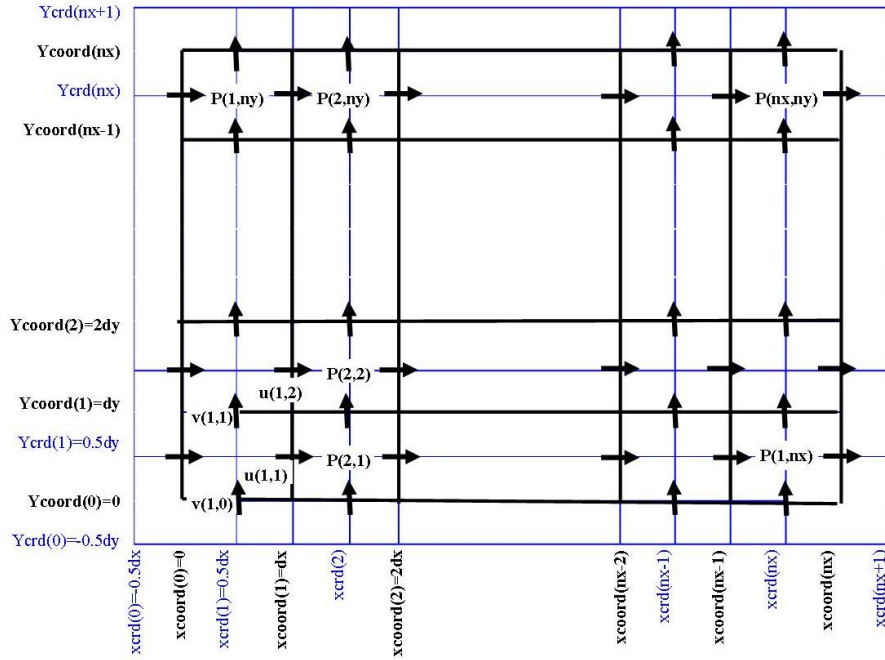 Ycrd(nx+1)
Ycoord(nx)
Ycrd(nx)
P(1,ny) P(2,ny) P(nx,ny)
Ycoord(nx-1)
Ycoord(2)=2dy
P(2,2)
u(1,2)
Ycoord(1)=dy
v(1,1)
Ycrd(1)=0.5dy
P(2,1) P(1,nx)
u(1,1)
Ycoord(0)=0
v(1,0)
Ycrd(0)=-0.5dy
xcrd(0)=-0.5dx
xcoord(0)=0
xcrd(1)=0.5dx
xcoord(1)=dx
xcrd(2)
xcoord(2)=2dx
xcoord(nx-2)
xcrd(nx-1)
xcoord(nx-1)
xcrd(nx)
xcoord(nx)
xcrd(nx+1)